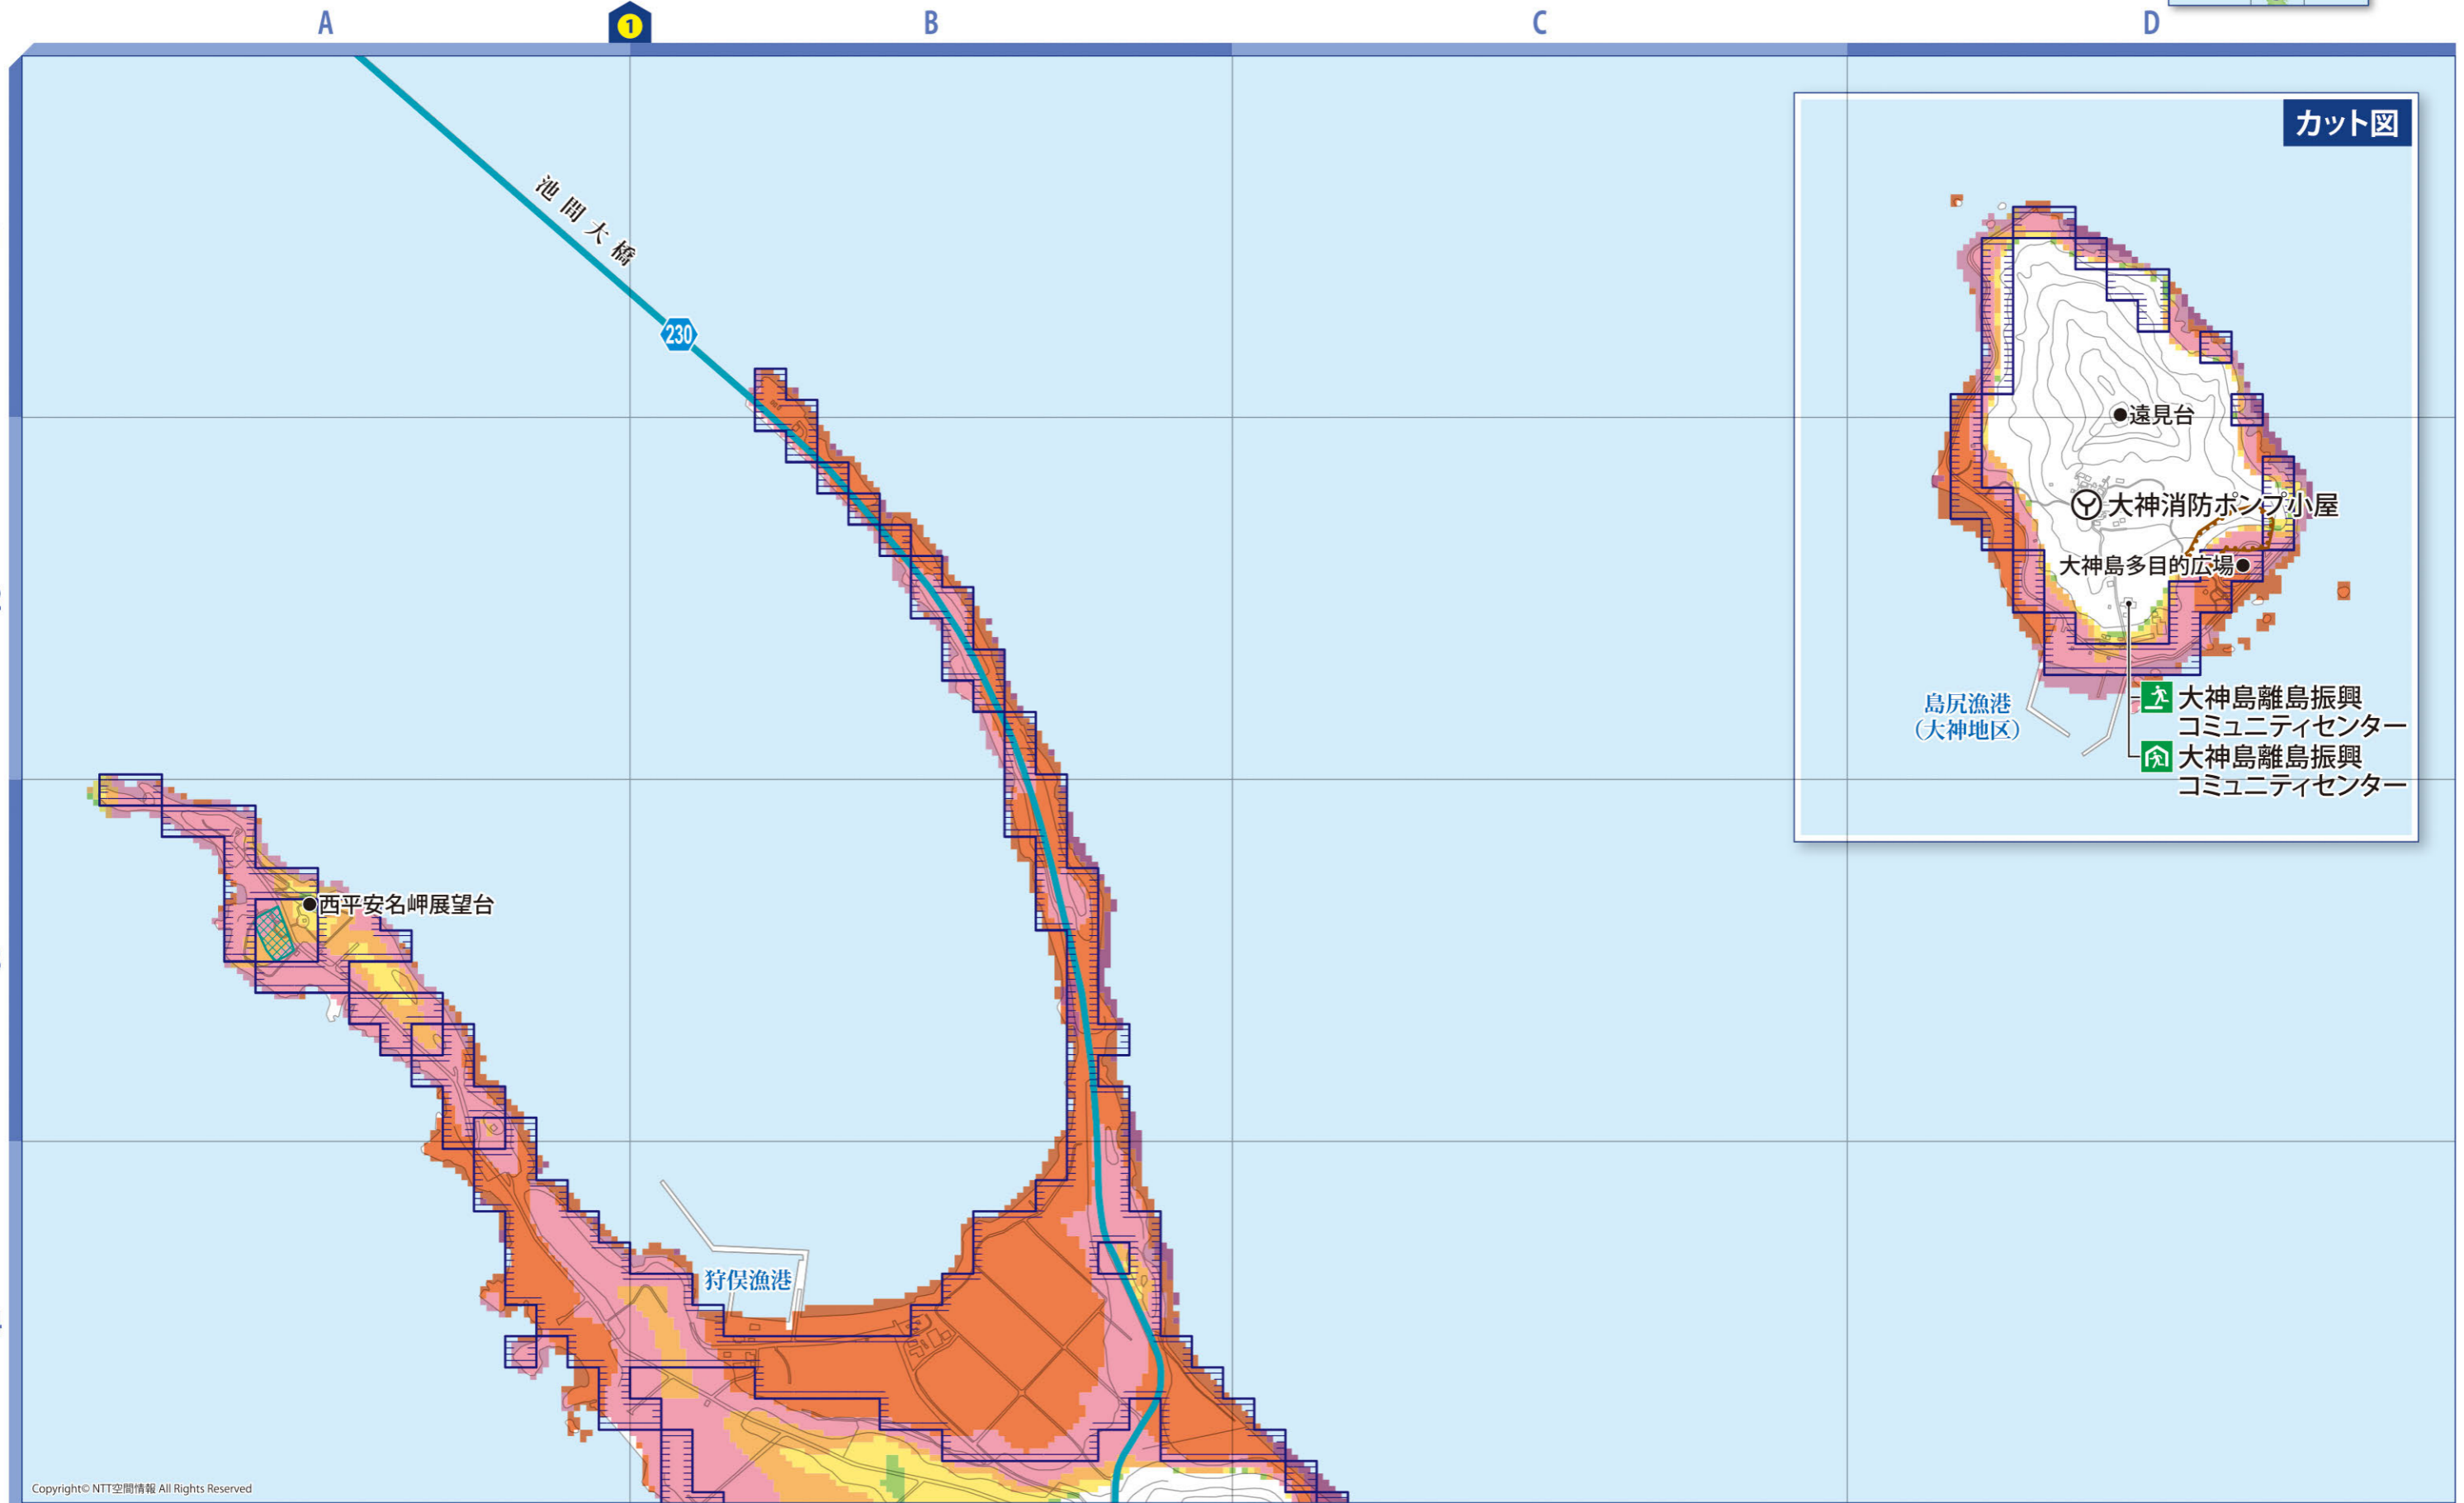 A
1
B
C
D
カット図
池間大橋
230
遠見台
大神消防ポンプ小屋
大神島多目的広場
島尻漁港
（大神地区）
大神島離島振興
コミュニティセンター
大神島離島振興
コミュニティセンター
西平安名岬展望台
狩俣漁港
Copyright© NTT空間情報 All Rights Reserved